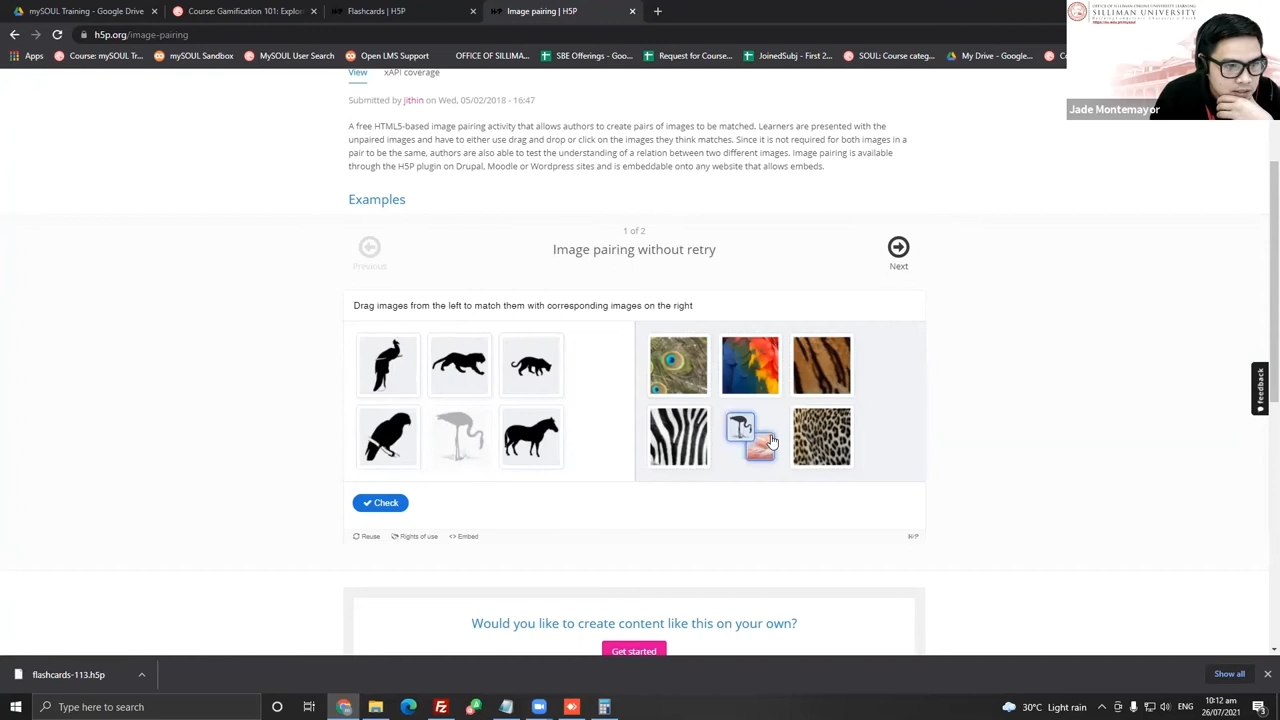 mySOUL Training - Google Drive
Course: Gamification 101: Explo
Flashcards | H5P
Image pairing | H5P
h5p.org/image-pairing
Apps
Course: SOUL Tr...
mySOUL Sandbox
SOUL Usage Search
Open LMS Support
SBE Offerings - Goo...
Request for Course...
JoinedSubj - First 2...
SOUL: Course categ...
My Drive - Google...
OFFICE OF SILLIMAN ONLINE UNIVERSITY LEARNING
SILLIMAN UNIVERSITY
Jade Montemayor
View
xAPI coverage
Submitted by jithin on Wed, 05/02/2018 - 16:47
A free HTML5-based image pairing activity that allows authors to create pairs of images to be matched. Learners are presented with the
unpaired images and have to either use drag and drop or click on the images they think matches. Since it is not required for both images in a
pair to be the same, authors are also able to test the understanding of a relation between two different images. Image pairing is available
through the H5P plugin on Drupal, Moodle or Wordpress sites and is embeddable onto any website that allows embeds.
Examples
1 of 2
Image pairing without retry
Previous
Next
Drag images from the left to match them with corresponding images on the right
Check
Reuse
Rights of use
Embed
H5P
feedback
Would you like to create content like this on your own?
Get started
flashcards-113.h5p
Show all
Type here to search
30°C Light rain
10:12 am
26/07/2021
3